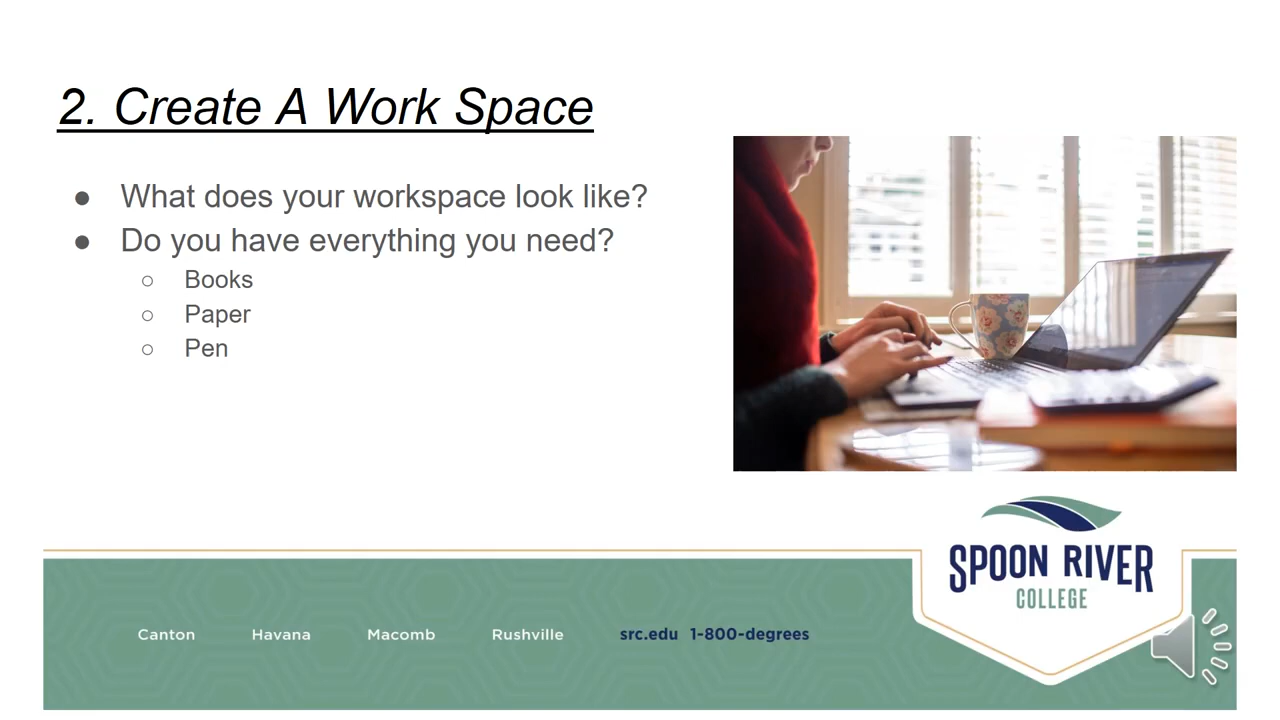 2. Create A Work Space
● What does your workspace look like?
● Do you have everything you need?
○ Books
○ Paper
○ Pen
SPOON RIVER
COLLEGE
Canton Havana Macomb Rushville src.edu 1-800-degrees